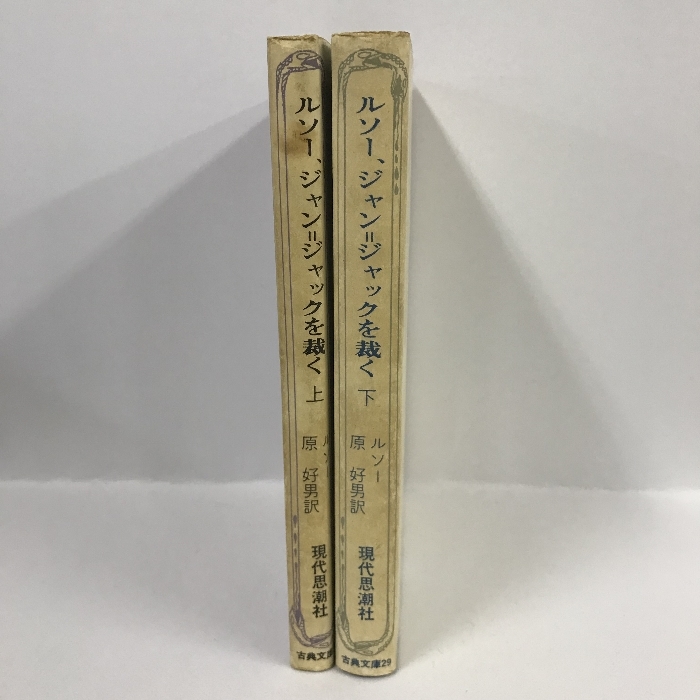 ルソー、ジャン=ジャックを裁く 上
ルソー
原 好男訳
現代思潮社
古典文庫
ルソー、ジャン=ジャックを裁く 下
ルソー
原 好男訳
現代思潮社
古典文庫29